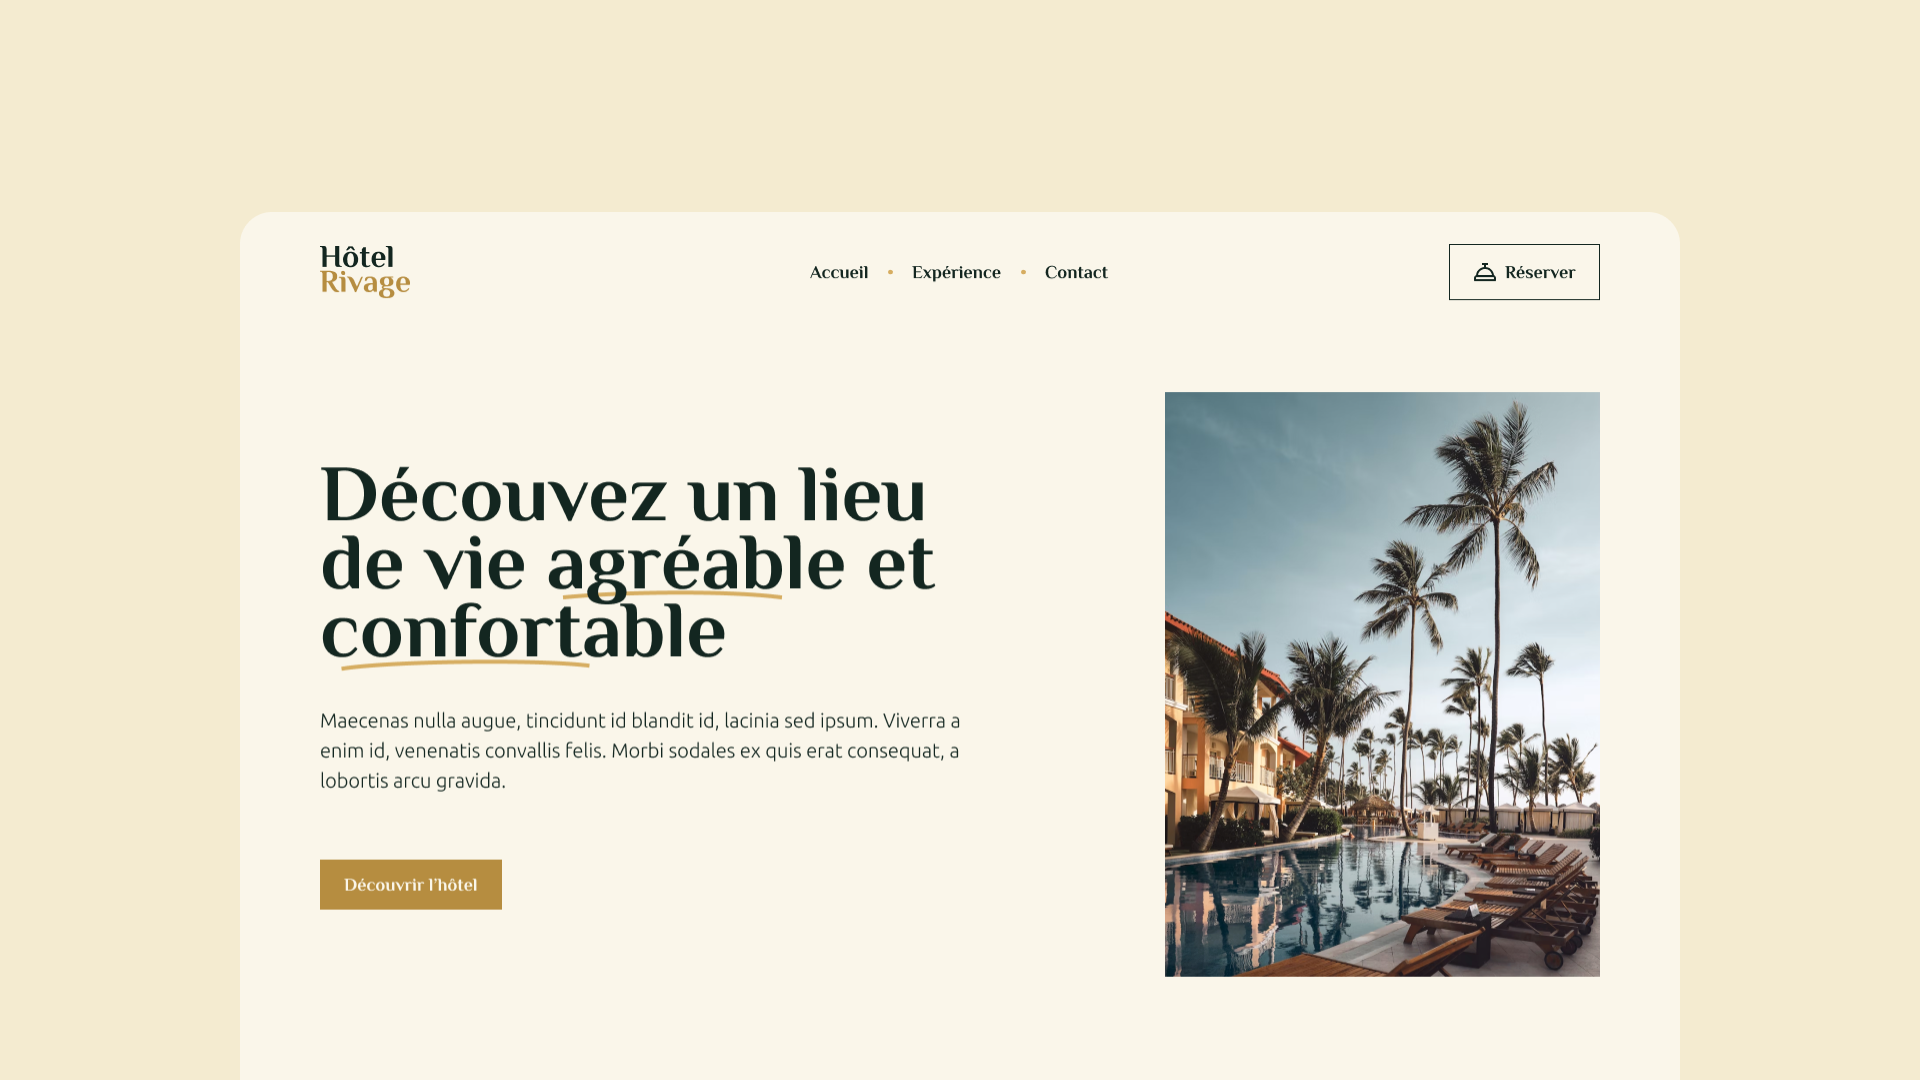 Hôtel
Rivage
Accueil • Expérience • Contact
Réserver
Découvez un lieu
de vie agréable et
confortable
Maecenas nulla augue, tincidunt id blandit id, lacinia sed ipsum. Viverra a
enim id, venenatis convallis felis. Morbi sodales ex quis erat consequat, a
lobortis arcu gravida.
Découvrir l’hôtel